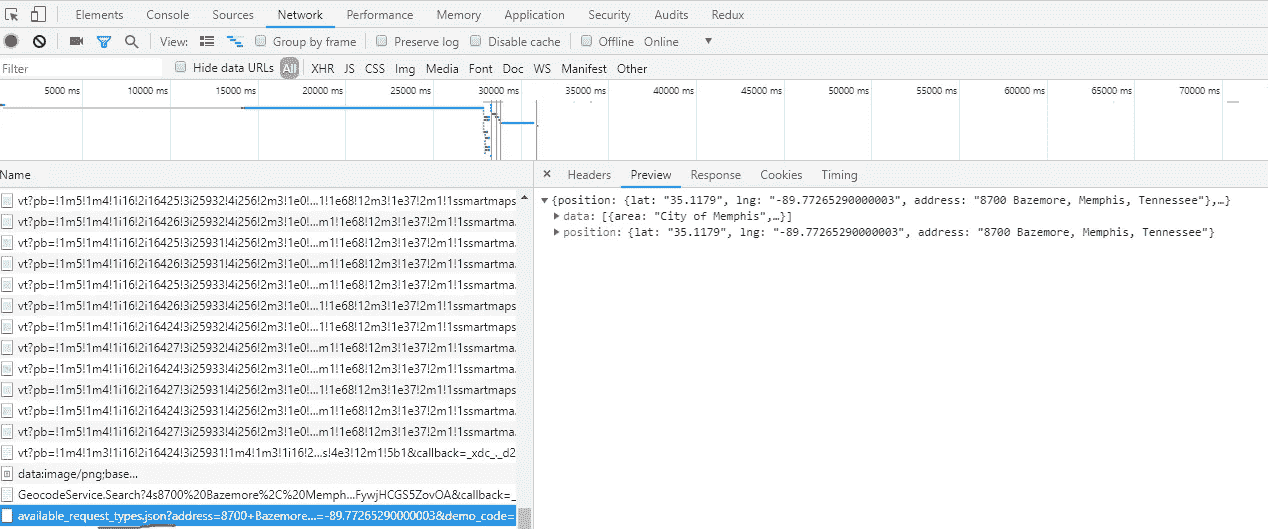 Elements Console Sources Network Performance Memory Application Security Audits Redux
View: Group by frame Preserve log Disable cache Offline Online
Filter Hide data URLs All XHR JS CSS Img Media Font Doc WS Manifest Other
5000 ms 10000 ms 15000 ms 20000 ms 25000 ms 30000 ms 35000 ms 40000 ms 45000 ms 50000 ms 55000 ms 60000 ms 65000 ms 70000 ms
Name
× Headers Preview Response Cookies Timing
vt?pb=!1m5!1m4!1i16!2i16425!3i25932!4i256!2m3!1e0!...1!1e68!12m3!1e37!2m1!1ssmartmaps
vt?pb=!1m5!1m4!1i16!2i16426!3i25932!4i256!2m3!1e0!...m1!1e68!12m3!1e37!2m1!1ssmartma.
vt?pb=!1m5!1m4!1i16!2i16425!3i25931!4i256!2m3!1e0!...m1!1e68!12m3!1e37!2m1!1ssmartma.
vt?pb=!1m5!1m4!1i16!2i16426!3i25931!4i256!2m3!1e0!...m1!1e68!12m3!1e37!2m1!1ssmartma.
vt?pb=!1m5!1m4!1i16!2i16425!3i25933!4i256!2m3!1e0!...m1!1e68!12m3!1e37!2m1!1ssmartma.
vt?pb=!1m5!1m4!1i16!2i16426!3i25933!4i256!2m3!1e0!...1!1e68!12m3!1e37!2m1!1ssmartmaps
vt?pb=!1m5!1m4!1i16!2i16424!3i25932!4i256!2m3!1e0!...m1!1e68!12m3!1e37!2m1!1ssmartma.
vt?pb=!1m5!1m4!1i16!2i16427!3i25932!4i256!2m3!1e0!...m1!1e68!12m3!1e37!2m1!1ssmartma.
vt?pb=!1m5!1m4!1i16!2i16424!3i25933!4i256!2m3!1e0!...m1!1e68!12m3!1e37!2m1!1ssmartma.
vt?pb=!1m5!1m4!1i16!2i16427!3i25931!4i256!2m3!1e0!...1!1e68!12m3!1e37!2m1!1ssmartmaps
vt?pb=!1m5!1m4!1i16!2i16424!3i25931!4i256!2m3!1e0!...m1!1e68!12m3!1e37!2m1!1ssmartma.
vt?pb=!1m5!1m4!1i16!2i16427!3i25933!4i256!2m3!1e0!...m1!1e68!12m3!1e37!2m1!1ssmartma.
vt?pb=!1m4!1m3!1i16!2i16424!3i25931!1m4!1m3!1i16!2...s!4e3!12m1!5b1&callback=_xdc_._d2
data:image/png;base...
GeocodeService.Search?4s8700%20Bazemore%2C%20Memph...FywjHCGS5ZovOA&callback=_
available_request_types.json?address=8700+Bazemore...=-89.77265290000003&demo_code=
{position: {lat: "35.1179", lng: "-89.77265290000003", address: "8700 Bazemore, Memphis, Tennessee"},…}
data: [{area: "City of Memphis",…}]
position: {lat: "35.1179", lng: "-89.77265290000003", address: "8700 Bazemore, Memphis, Tennessee"}